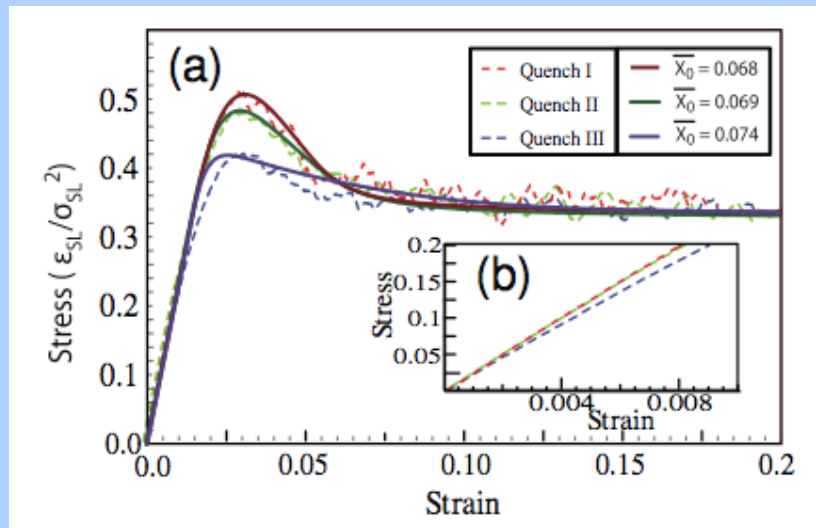 (a)
Quench I
Quench II
Quench III
X̅₀ = 0.068
X̅₀ = 0.069
X̅₀ = 0.074
Stress ( ε_SL/σ_SL²)
0.5
0.4
0.3
0.2
0.1
0.0
0.0 0.05 0.10 0.15 0.2
Strain
(b)
Stress
0.2
0.15
0.1
0.05
0.004 0.008
Strain